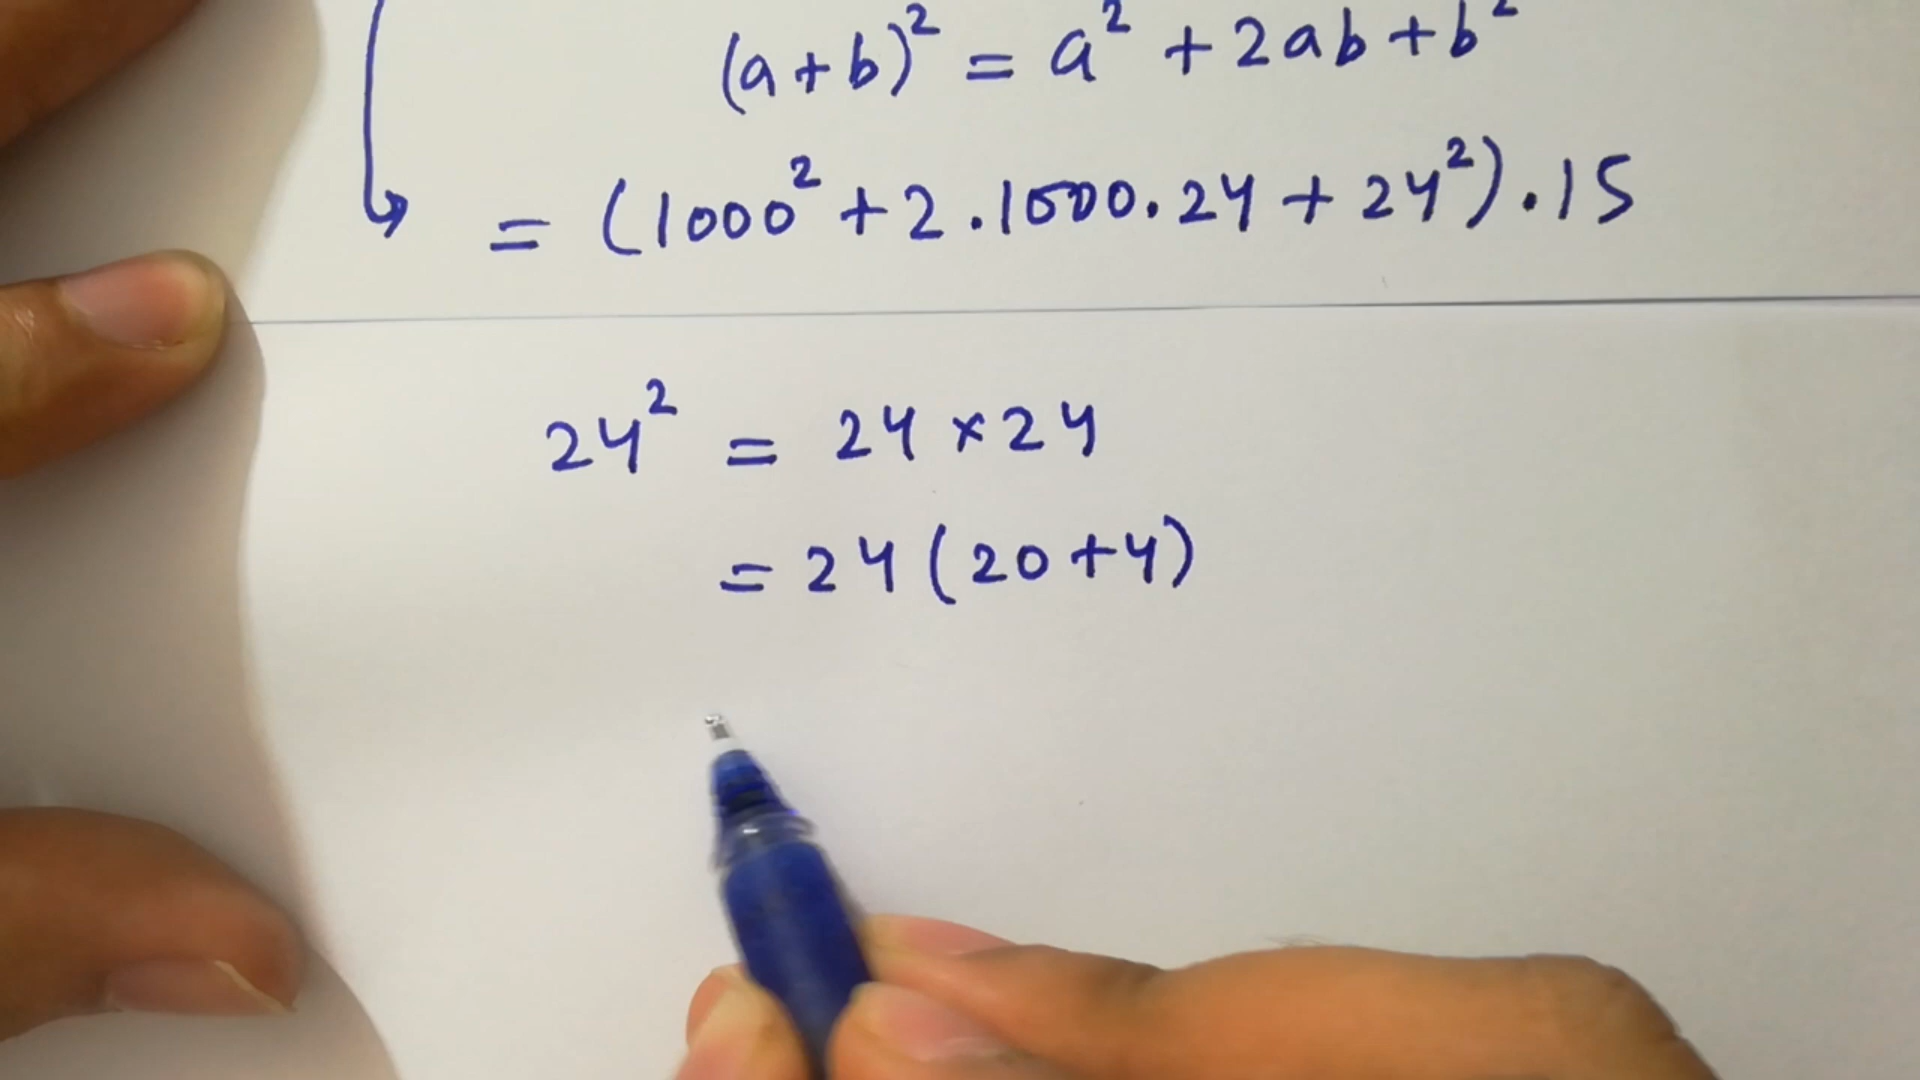 (a+b)² = a² + 2ab + b²
= (1000² + 2.1000.24 + 24²).15
24² = 24 × 24
= 24 (20+4)